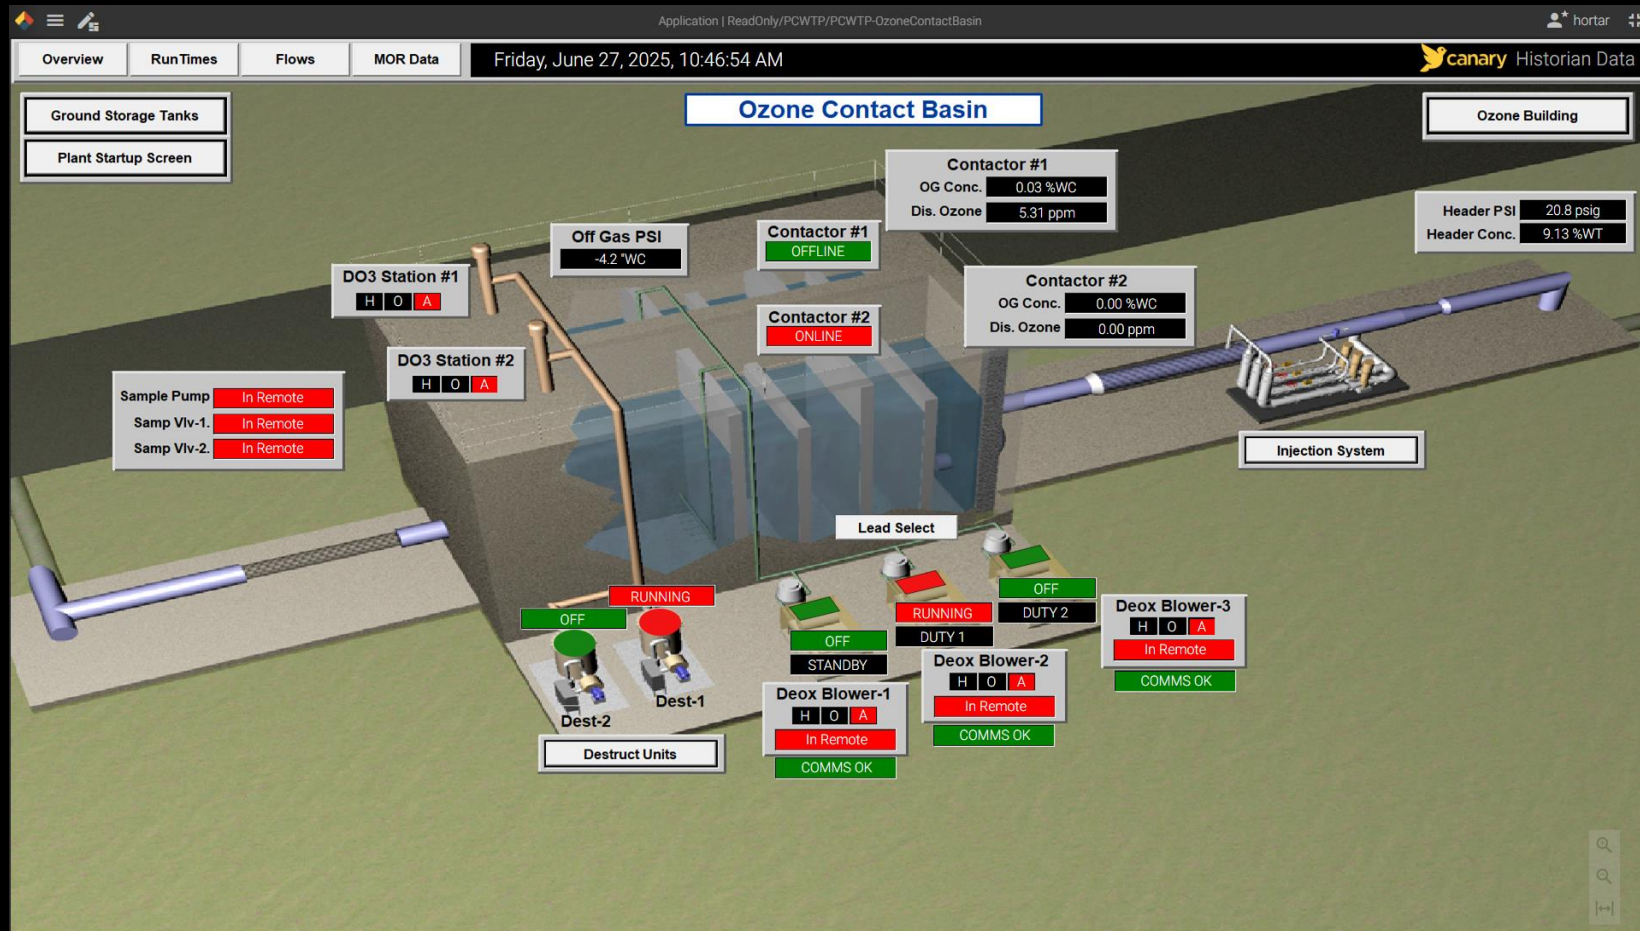 Application | ReadOnly/PCWTP/PCWTP-OzoneContactBasin
hortar
Overview
RunTimes
Flows
MOR Data
Friday, June 27, 2025, 10:46:54 AM
canary Historian Data
Ground Storage Tanks
Plant Startup Screen
Ozone Contact Basin
Ozone Building
Contactor #1
OG Conc. 0.03 %WC
Dis. Ozone 5.31 ppm
Header PSI 20.8 psig
Header Conc. 9.13 %WT
Off Gas PSI
-4.2 "WC
Contactor #1
OFFLINE
DO3 Station #1
H O A
Contactor #2
OG Conc. 0.00 %WC
Dis. Ozone 0.00 ppm
Contactor #2
ONLINE
DO3 Station #2
H O A
Sample Pump In Remote
Samp Vlv-1. In Remote
Samp Vlv-2. In Remote
Injection System
Lead Select
RUNNING
OFF
Dest-1
Dest-2
Destruct Units
OFF
STANDBY
Deox Blower-1
H O A
In Remote
COMMS OK
RUNNING
DUTY 1
Deox Blower-2
H O A
In Remote
COMMS OK
OFF
DUTY 2
Deox Blower-3
H O A
In Remote
COMMS OK